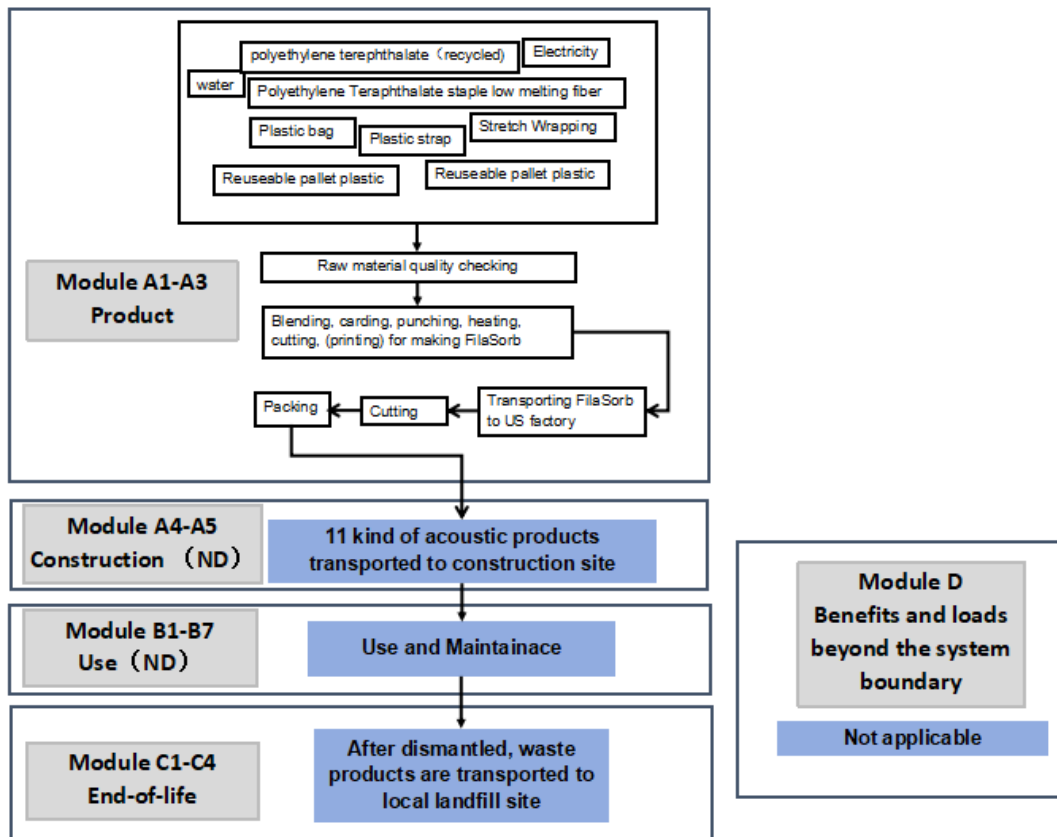 polyethylene terephthalate（recycled)
Electricity
water
Polyethylene Teraphthalate staple low melting fiber
Plastic bag
Plastic strap
Stretch Wrapping
Reuseable pallet plastic
Reuseable pallet plastic
Raw material quality checking
Module A1-A3
Product
Blending, carding, punching, heating,
cutting, (printing) for making FilaSorb
Packing
Cutting
Transporting FilaSorb
to US factory
Module A4-A5
Construction （ND）
11 kind of acoustic products
transported to construction site
Module B1-B7
Use（ND）
Use and Maintainace
Module C1-C4
End-of-life
After dismantled, waste
products are transported to
local landfill site
Module D
Benefits and loads
beyond the system
boundary
Not applicable